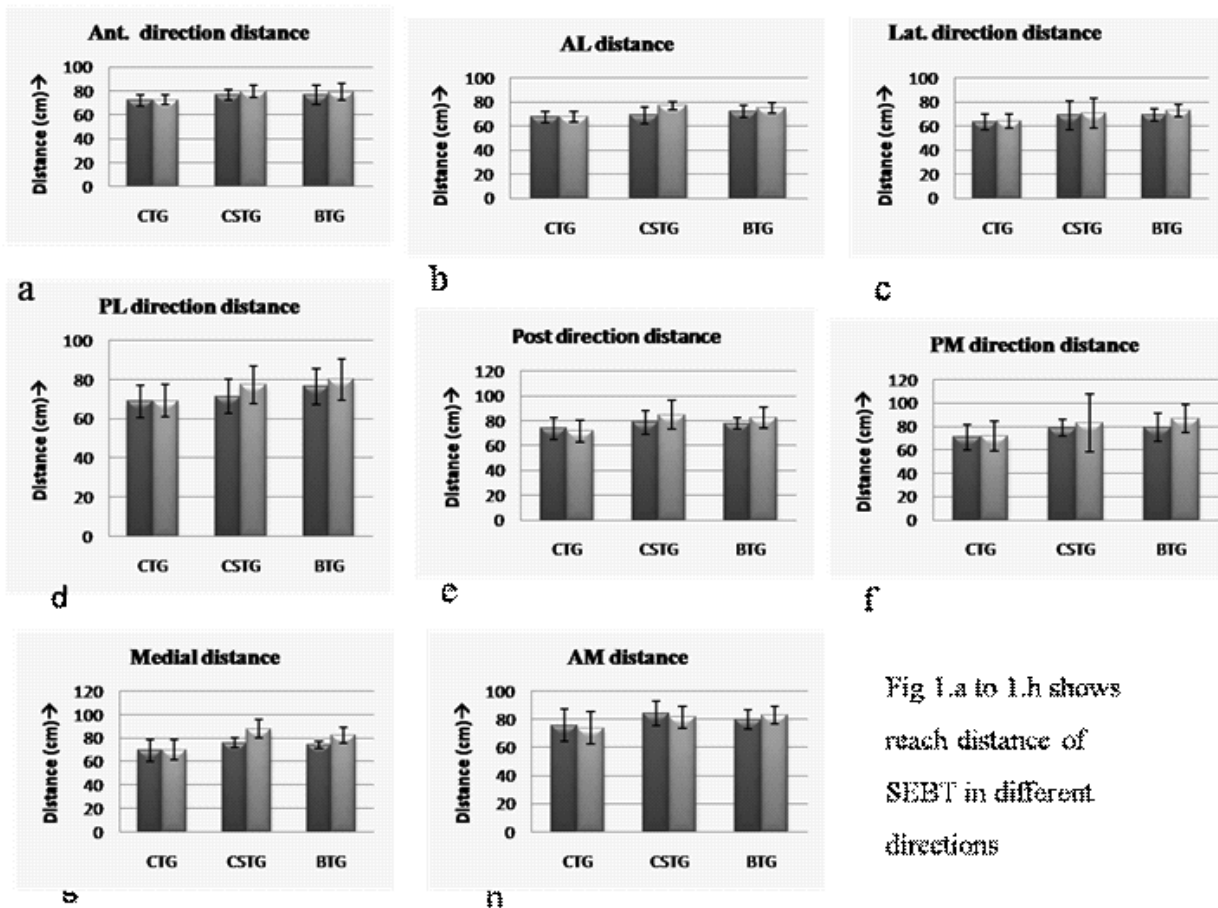 Ant. direction distance
Distance (cm)→
100
80
60
40
20
0
CTG CSTG BTG
a
AL distance
Distance (cm)→
100
80
60
40
20
0
CTG CSTG BTG
b
Lat. direction distance
Distance (cm)→
100
80
60
40
20
0
CTG CSTG BTG
c
PL direction distance
Distance (cm)→
100
80
60
40
20
0
CTG CSTG BTG
d
Post direction distance
Distance (cm)→
120
100
80
60
40
20
0
CTG CSTG BTG
e
PM direction distance
Distance (cm)→
120
100
80
60
40
20
0
CTG CSTG BTG
f
Medial distance
Distance (cm)→
120
100
80
60
40
20
0
CTG CSTG BTG
g
AM distance
Distance (cm)→
100
80
60
40
20
0
CTG CSTG BTG
h
Fig 1.a to 1.h shows
reach distance of
SEBT in different
directions